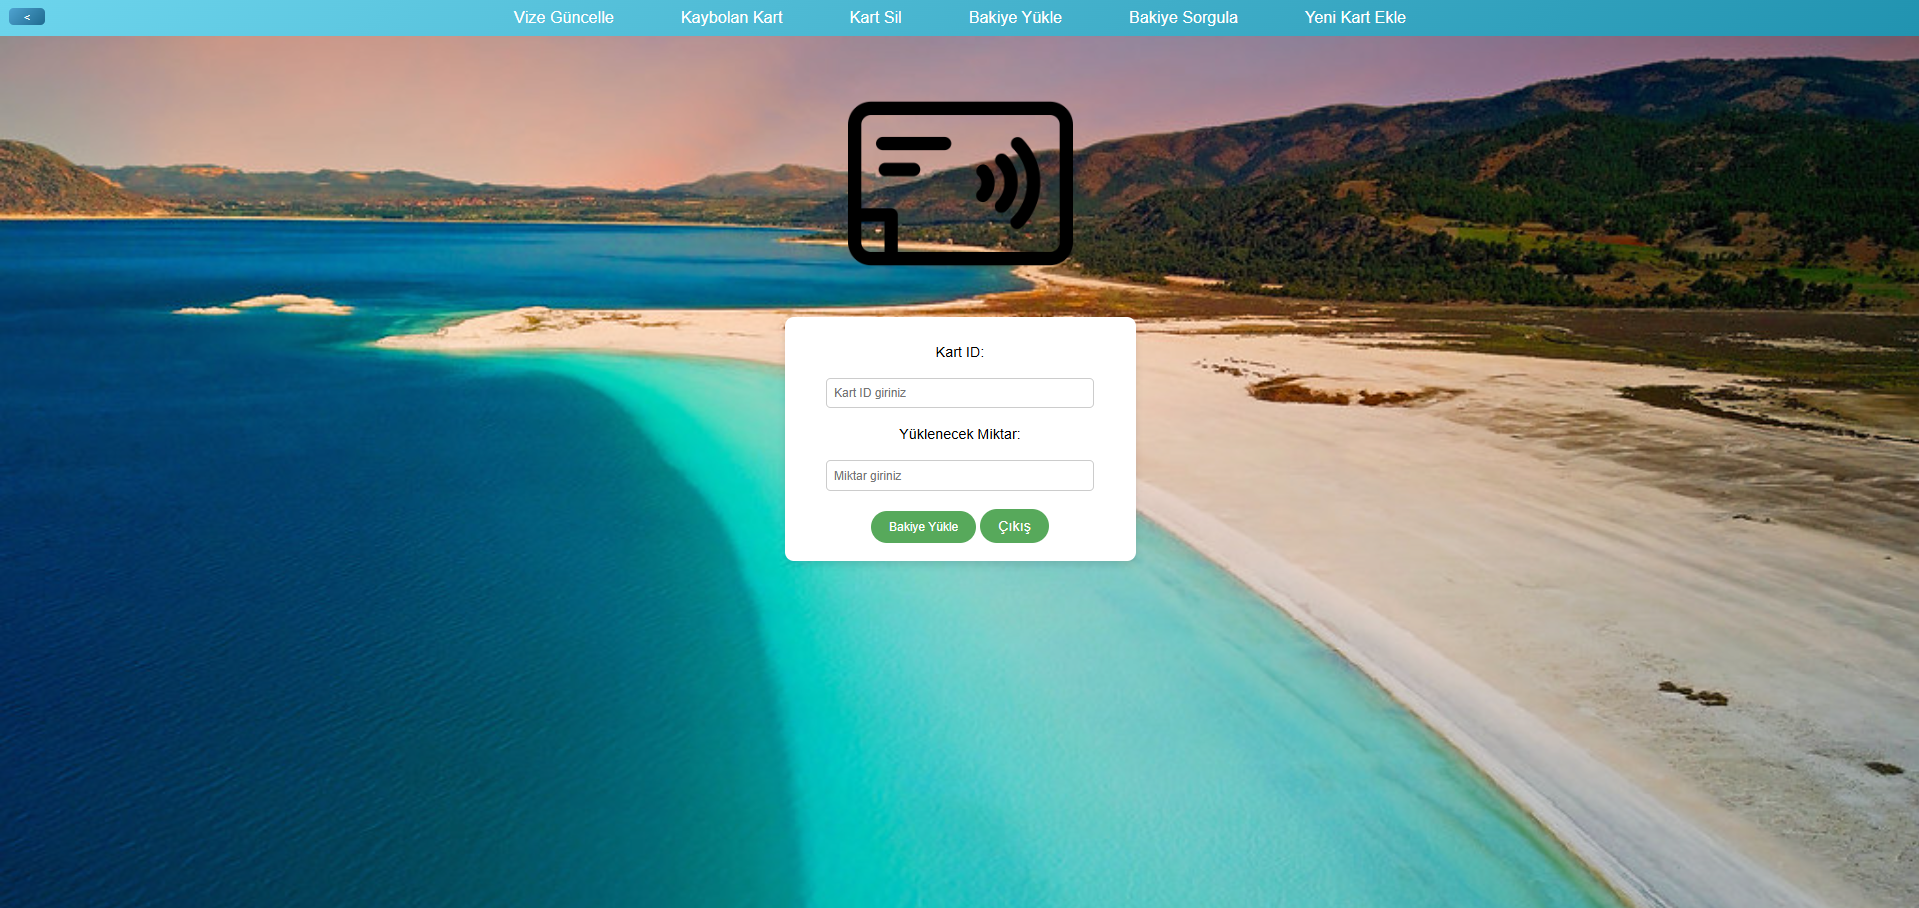 <
Vize Güncelle
Kaybolan Kart
Kart Sil
Bakiye Yükle
Bakiye Sorgula
Yeni Kart Ekle
Kart ID:
Kart ID giriniz
Yüklenecek Miktar:
Miktar giriniz
Bakiye Yükle
Çıkış